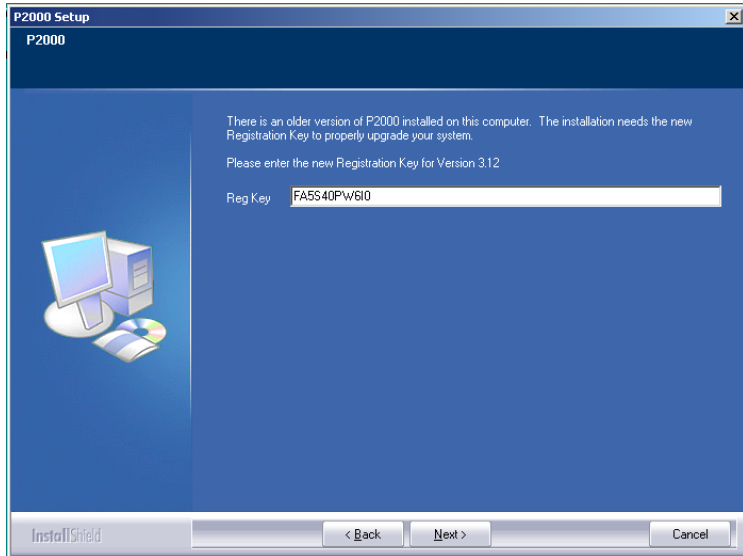 P2000 Setup
P2000
There is an older version of P2000 installed on this computer. The installation needs the new
Registration Key to properly upgrade your system.
Please enter the new Registration Key for Version 3.12
Reg Key
FA5S40PW6I0
InstallShield
< Back
Next >
Cancel